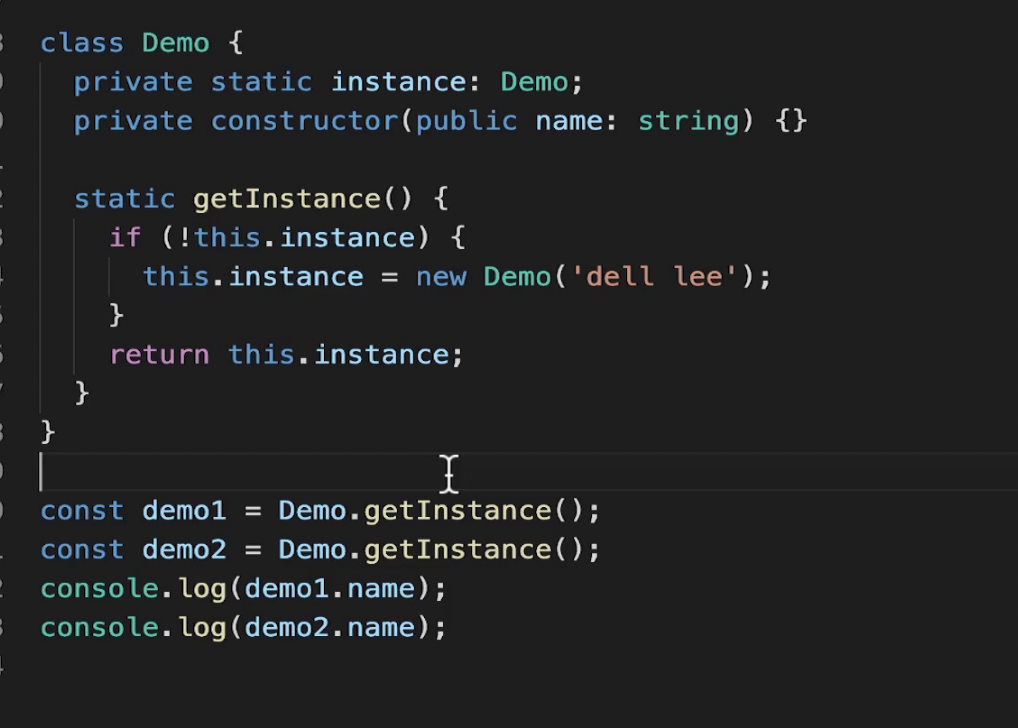 class Demo {
private static instance: Demo;
private constructor(public name: string) {}
static getInstance() {
if (!this.instance) {
this.instance = new Demo('dell lee');
}
return this.instance;
}
}
const demo1 = Demo.getInstance();
const demo2 = Demo.getInstance();
console.log(demo1.name);
console.log(demo2.name);